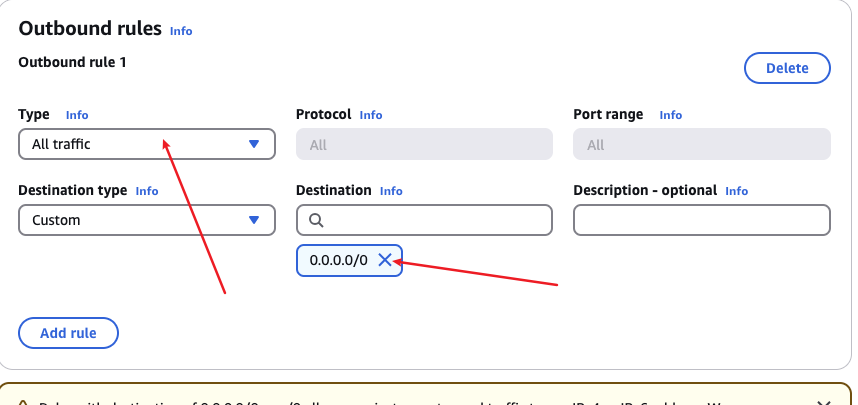 Outbound rules Info
Outbound rule 1
Delete
Type Info Protocol Info Port range Info
All traffic All All
Destination type Info Destination Info Description - optional Info
Custom
0.0.0.0/0
Add rule